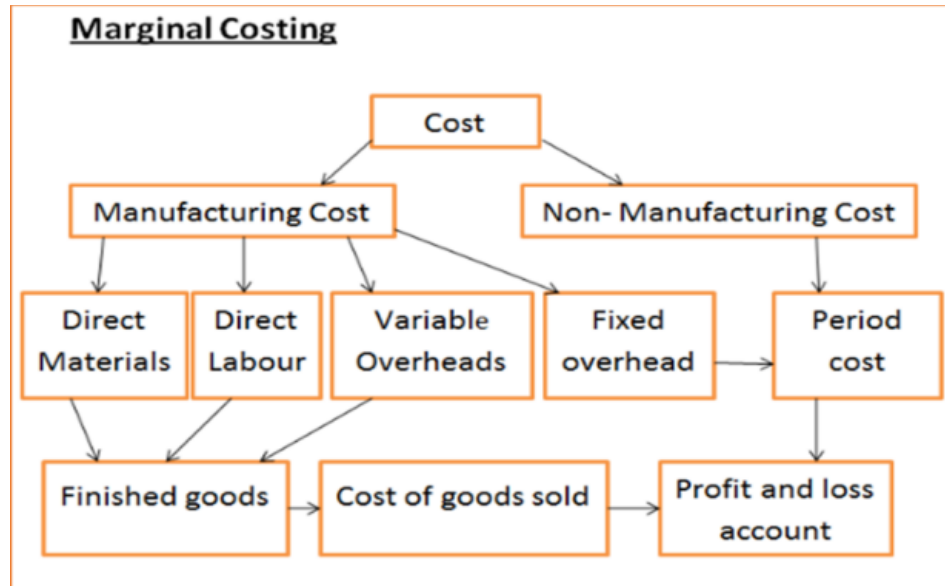 Marginal Costing
Cost
Manufacturing Cost
Non- Manufacturing Cost
Direct
Materials
Direct
Labour
Variable
Overheads
Fixed
overhead
Period
cost
Finished goods
Cost of goods sold
Profit and loss
account